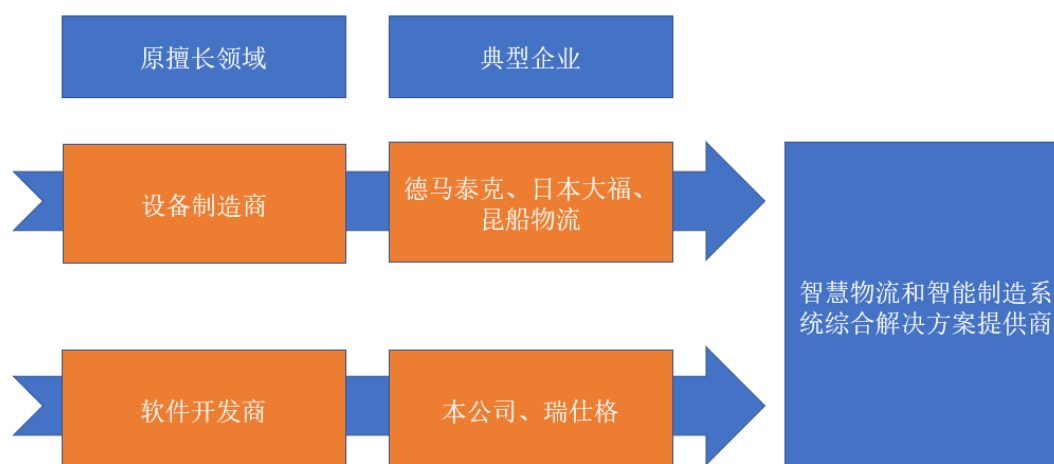 原擅长领域
典型企业
设备制造商
德马泰克、日本大福、
昆船物流
智慧物流和智能制造系
统综合解决方案提供商
软件开发商
本公司、瑞仕格